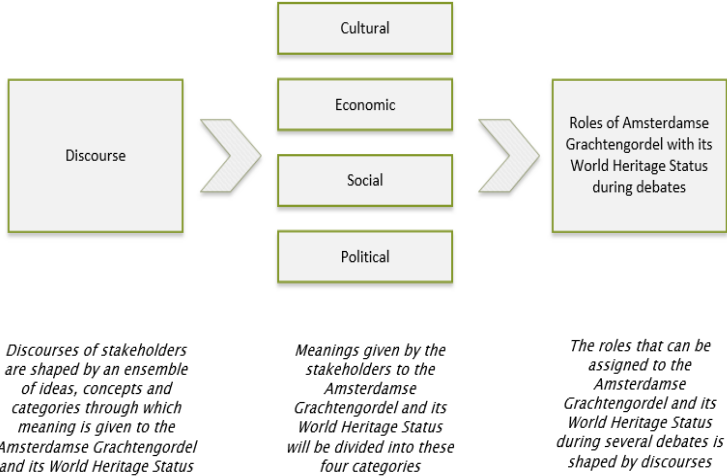 Cultural
Economic
Social
Political
Discourse
Roles of Amsterdamse
Grachtengordel with its
World Heritage Status
during debates
Discourses of stakeholders
are shaped by an ensemble
of ideas, concepts and
categories through which
meaning is given to the
Amsterdamse Grachtengordel
and its World Heritage Status
Meanings given by the
stakeholders to the
Amsterdamse
Grachtengordel and its
World Heritage Status
will be divided into these
four categories
The roles that can be
assigned to the
Amsterdamse
Grachtengordel and its
World Heritage Status
during several debates is
shaped by discourses